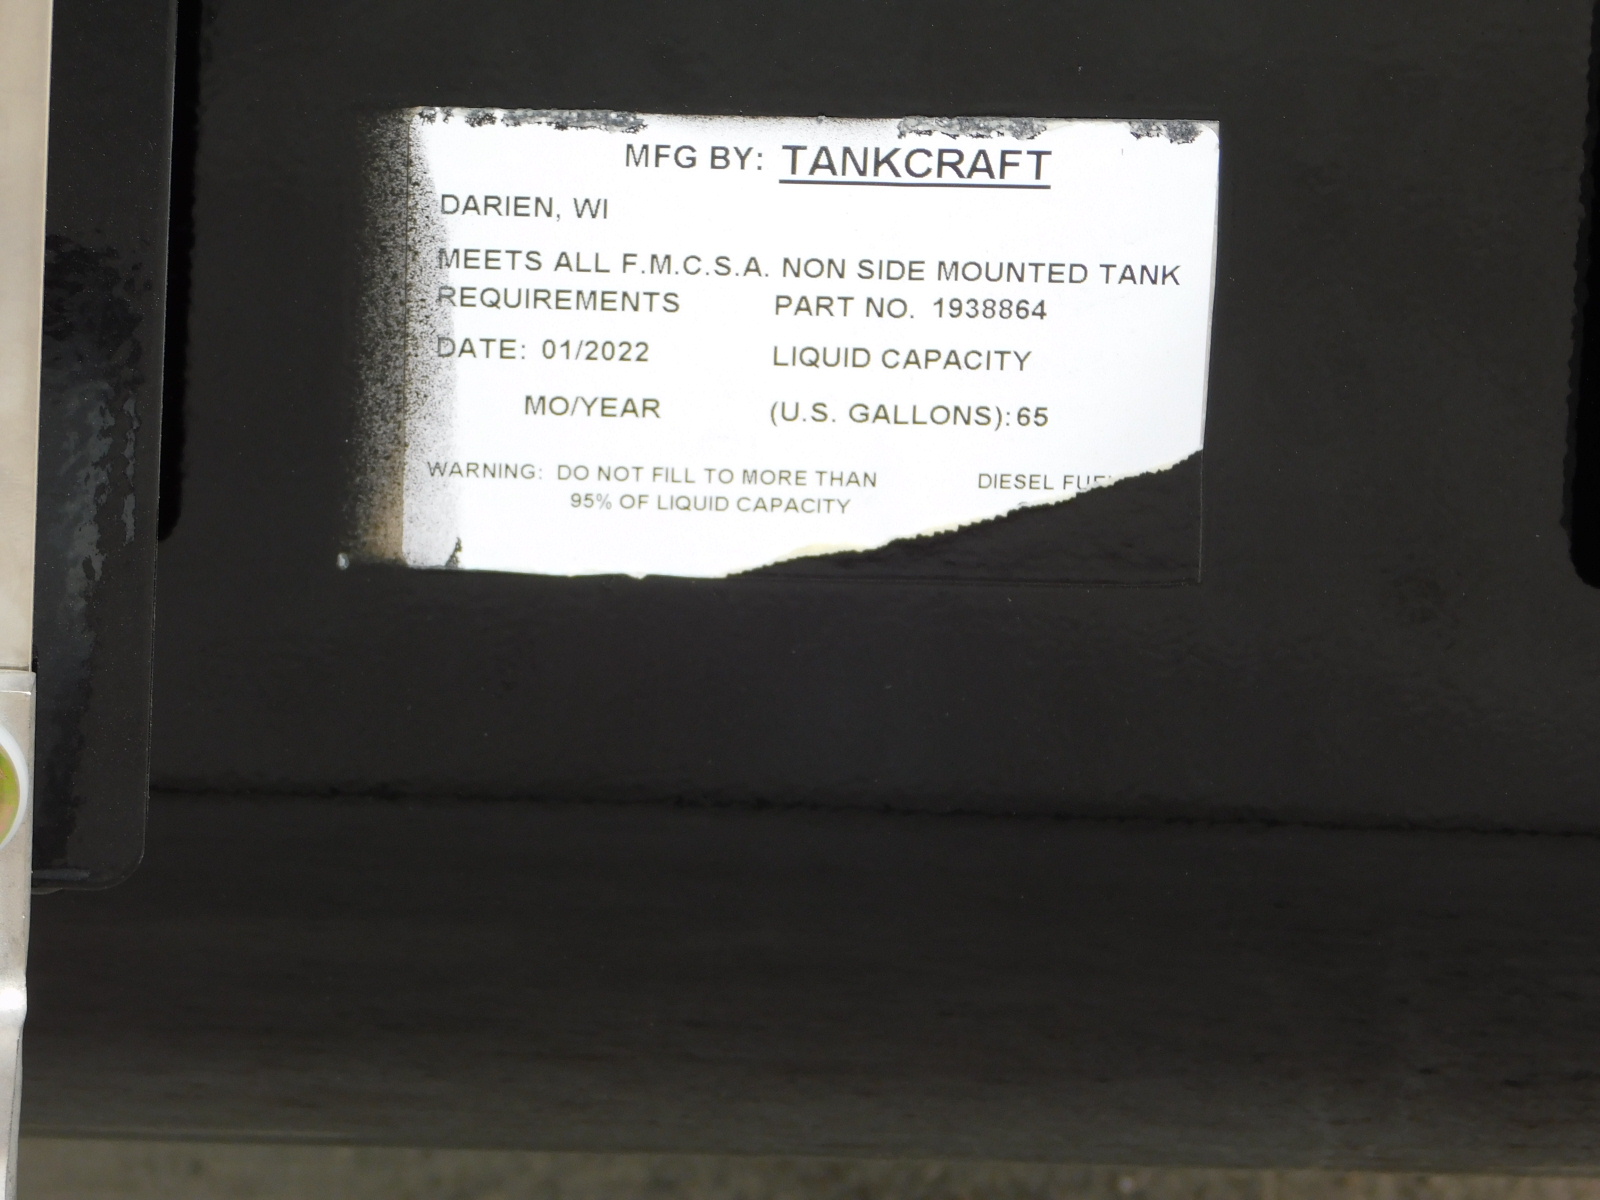 MFG BY: TANKCRAFT
DARIEN, WI
MEETS ALL F.M.C.S.A. NON SIDE MOUNTED TANK
REQUIREMENTS PART NO. 1938864
DATE: 01/2022 LIQUID CAPACITY
MO/YEAR (U.S. GALLONS): 65
WARNING: DO NOT FILL TO MORE THAN DIESEL
95% OF LIQUID CAPACITY